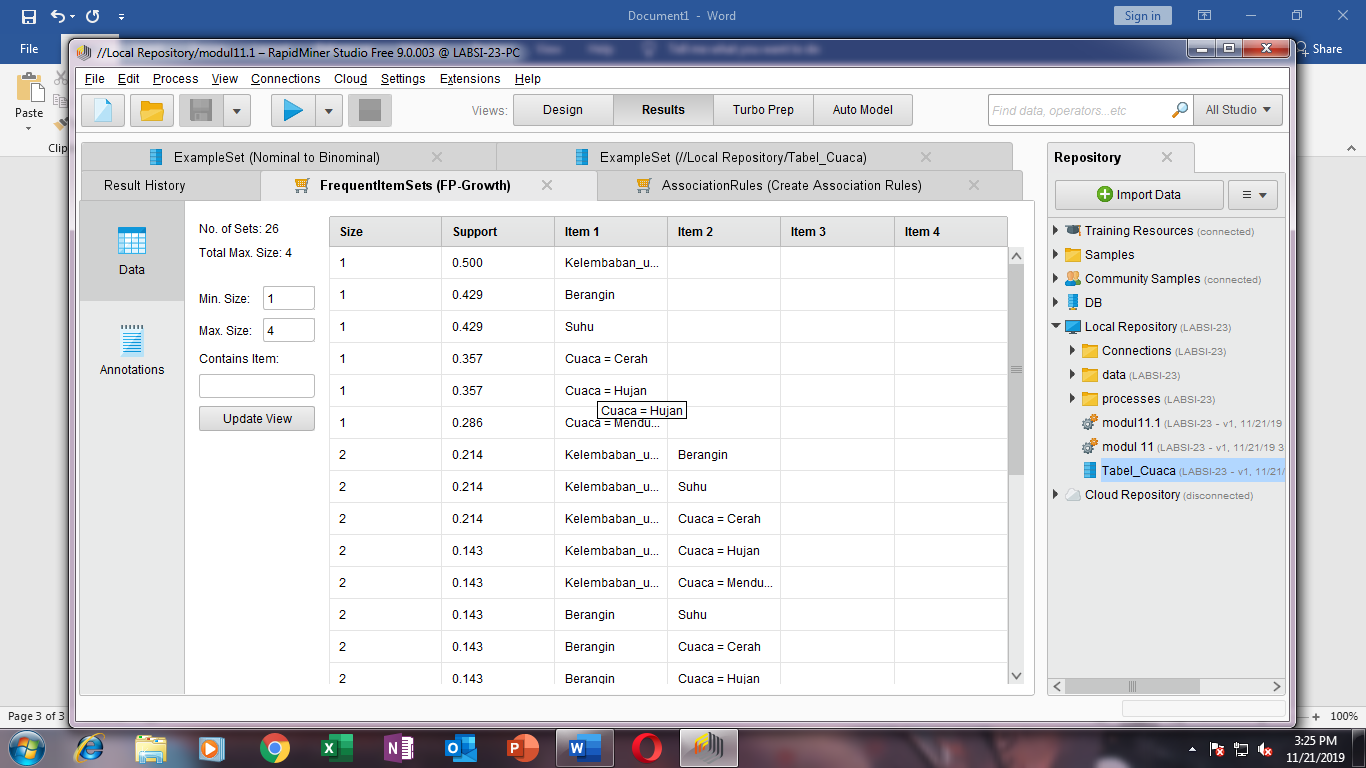 Document1 - Word
Sign in
File
View
Help
Tell me what you want to do
Share
Paste
Clip
//Local Repository/modul11.1 – RapidMiner Studio Free 9.0.003 @ LABSI-23-PC
File Edit Process View Connections Cloud Settings Extensions Help
Views: Design Results Turbo Prep Auto Model
Find data, operators...etc
All Studio
ExampleSet (Nominal to Binominal)
ExampleSet (//Local Repository/Tabel_Cuaca)
Result History
FrequentItemSets (FP-Growth)
AssociationRules (Create Association Rules)
Data
Annotations
No. of Sets: 26
Total Max. Size: 4
Min. Size: 1
Max. Size: 4
Contains Item:
Update View
Size Support Item 1 Item 2 Item 3 Item 4
1 0.500 Kelembaban_u...
1 0.429 Berangin
1 0.429 Suhu
1 0.357 Cuaca = Cerah
1 0.357 Cuaca = Hujan
Cuaca = Hujan
1 0.286 Cuaca = Mendu...
2 0.214 Kelembaban_u... Berangin
2 0.214 Kelembaban_u... Suhu
2 0.214 Kelembaban_u... Cuaca = Cerah
2 0.143 Kelembaban_u... Cuaca = Hujan
2 0.143 Kelembaban_u... Cuaca = Mendu...
2 0.143 Berangin Suhu
2 0.143 Berangin Cuaca = Cerah
2 0.143 Berangin Cuaca = Hujan
Repository
Import Data
Training Resources (connected)
Samples
Community Samples (connected)
DB
Local Repository (LABSI-23)
Connections (LABSI-23)
data (LABSI-23)
processes (LABSI-23)
modul11.1 (LABSI-23 - v1, 11/21/19
modul 11 (LABSI-23 - v1, 11/21/19 3
Tabel_Cuaca (LABSI-23 - v1, 11/21/
Cloud Repository (disconnected)
Page 3 of 3
100%
3:25 PM
11/21/2019